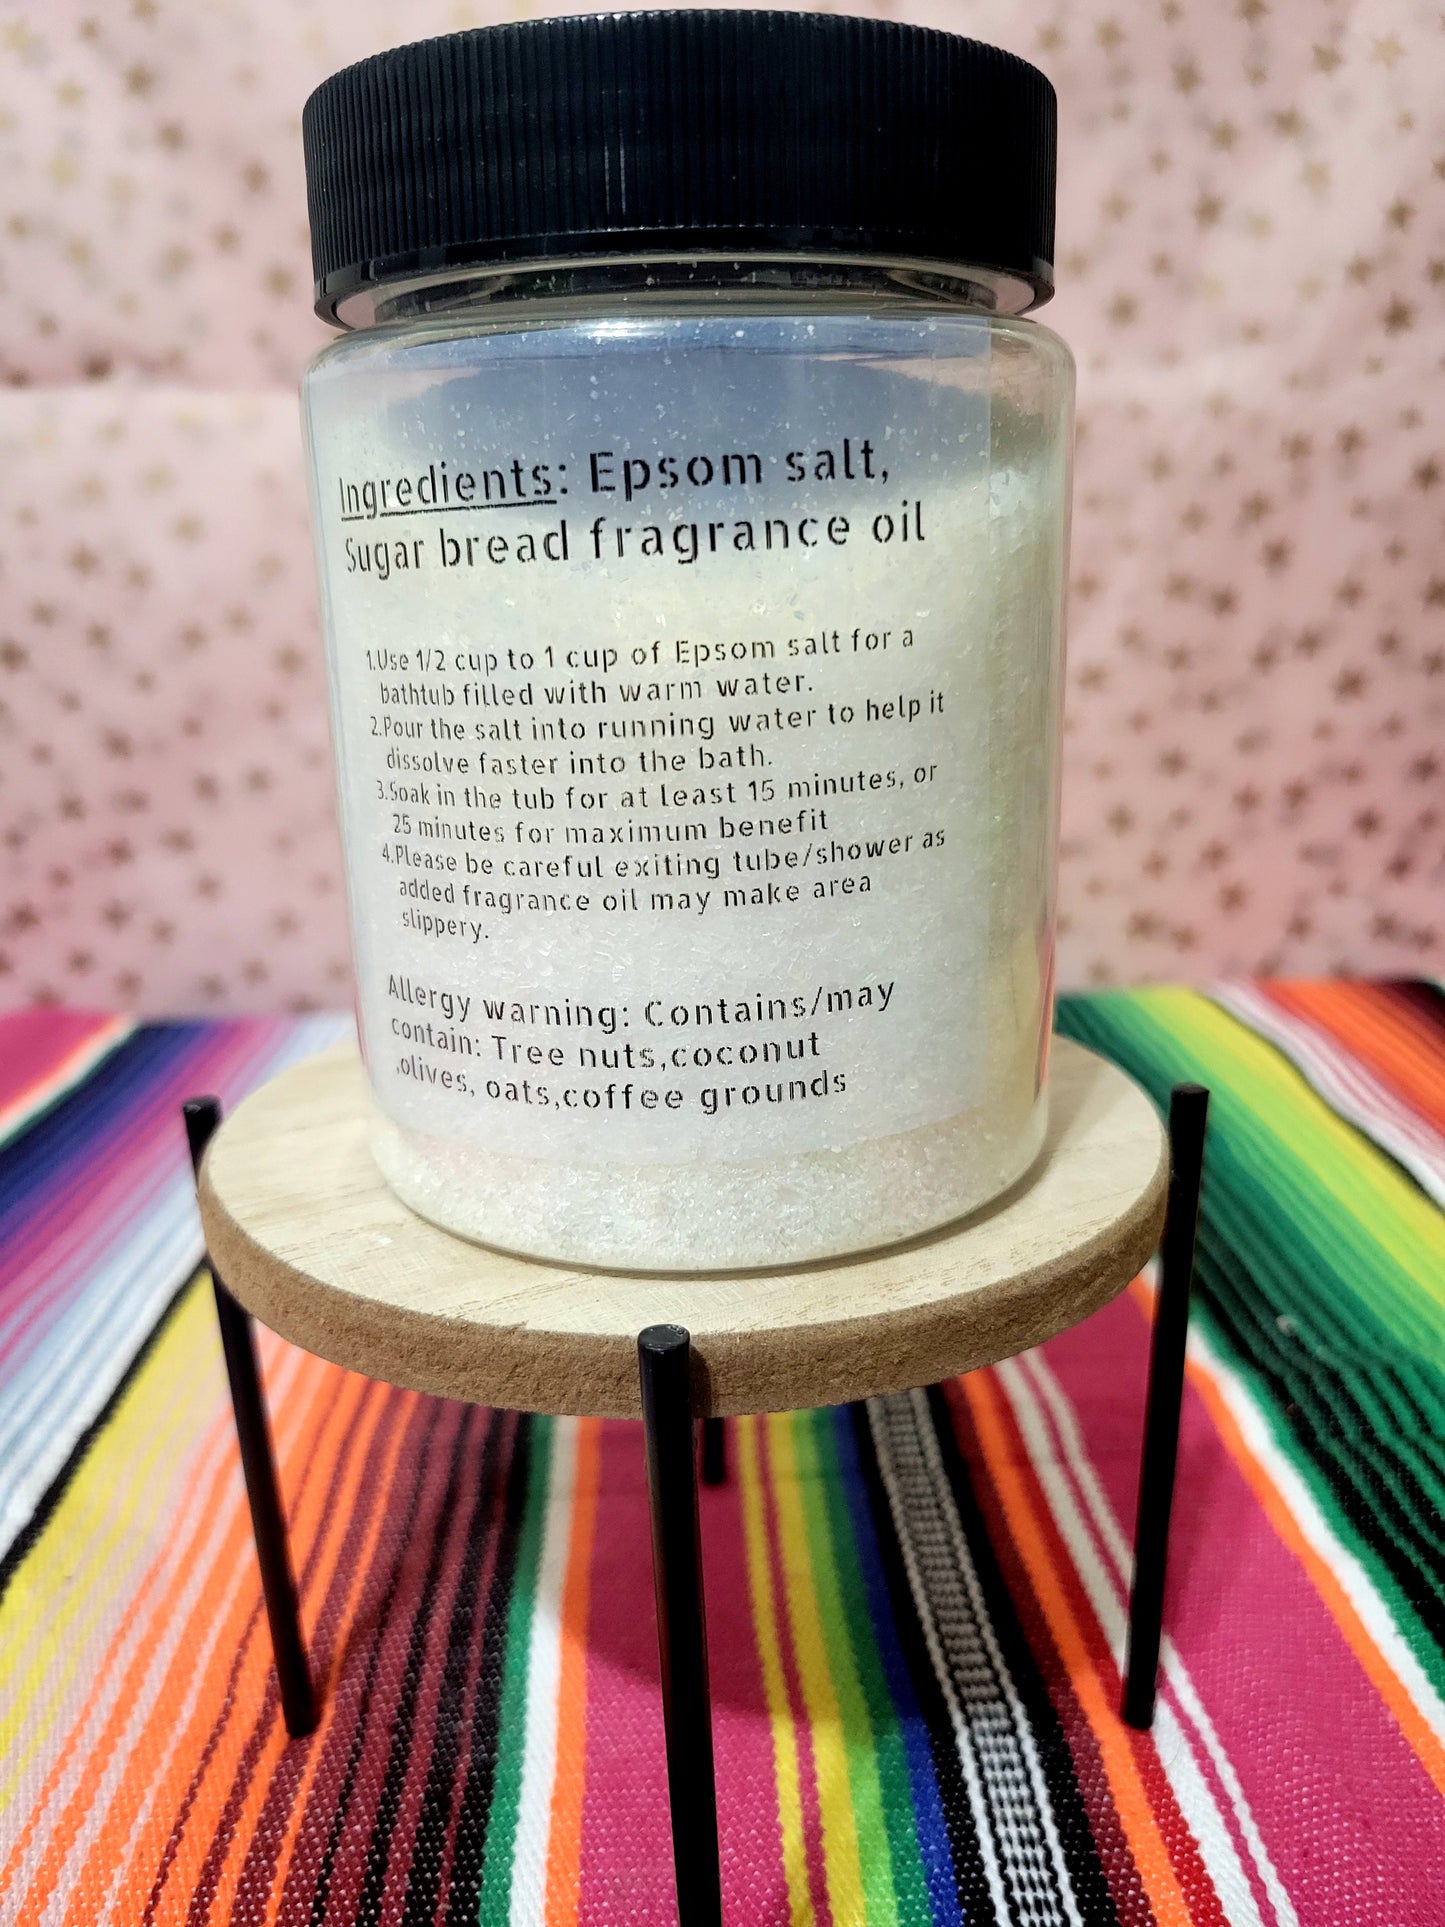 Ingredients: Epsom salt,
Sugar bread fragrance oil
1.Use 1/2 cup to 1 cup of Epsom salt for a
bathtub filled with warm water.
2.Pour the salt into running water to help it
dissolve faster into the bath.
3.Soak in the tub for at least 15 minutes, or
25 minutes for maximum benefit
4.Please be careful exiting tube/shower as
added fragrance oil may make area
slippery.
Allergy warning: Contains/may
contain: Tree nuts,coconut
,olives, oats,coffee grounds